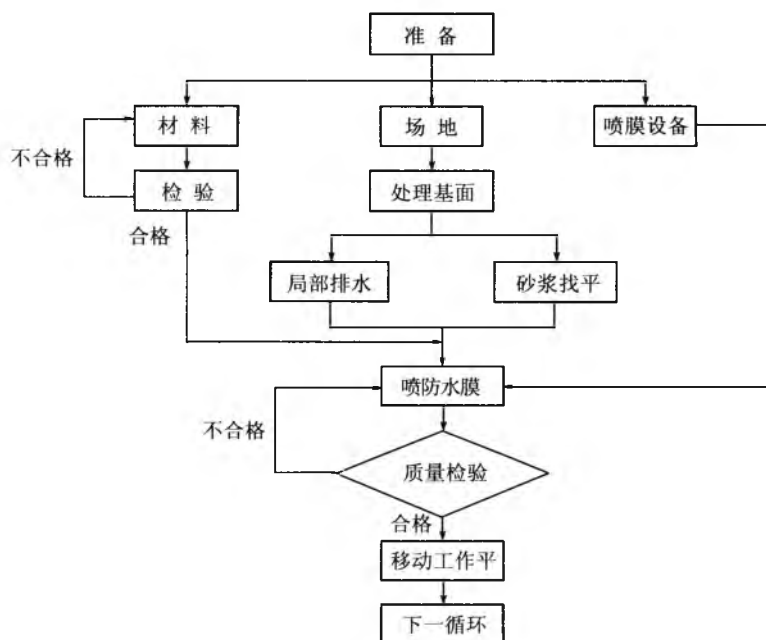 准 备
材 料
场 地
喷膜设备
不合格
检 验
处理基面
合格
局部排水
砂浆找平
喷防水膜
不合格
质量检验
合格
移动工作平
下一循环